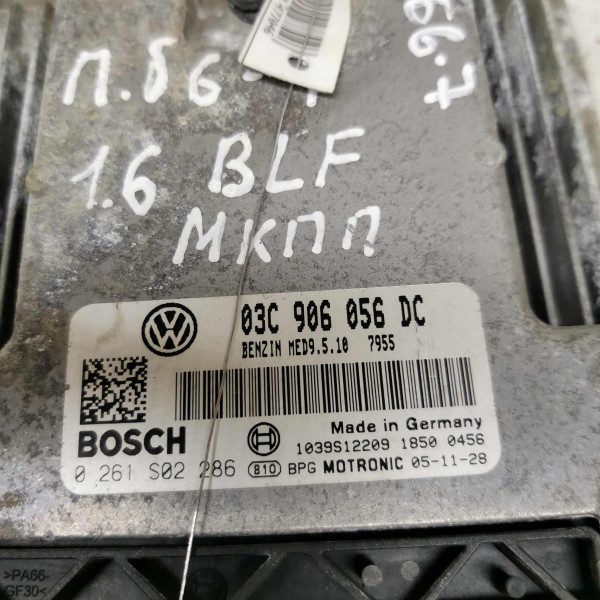 П.б6
1.6 BLF
МКПП
03C 906 056 DC
BENZIN MED9.5.10 7955
BOSCH
Made in Germany
1039S12209 1850 0456
0 261 S02 286 810 BPG MOTRONIC 05-11-28
>PA66-
GF30<